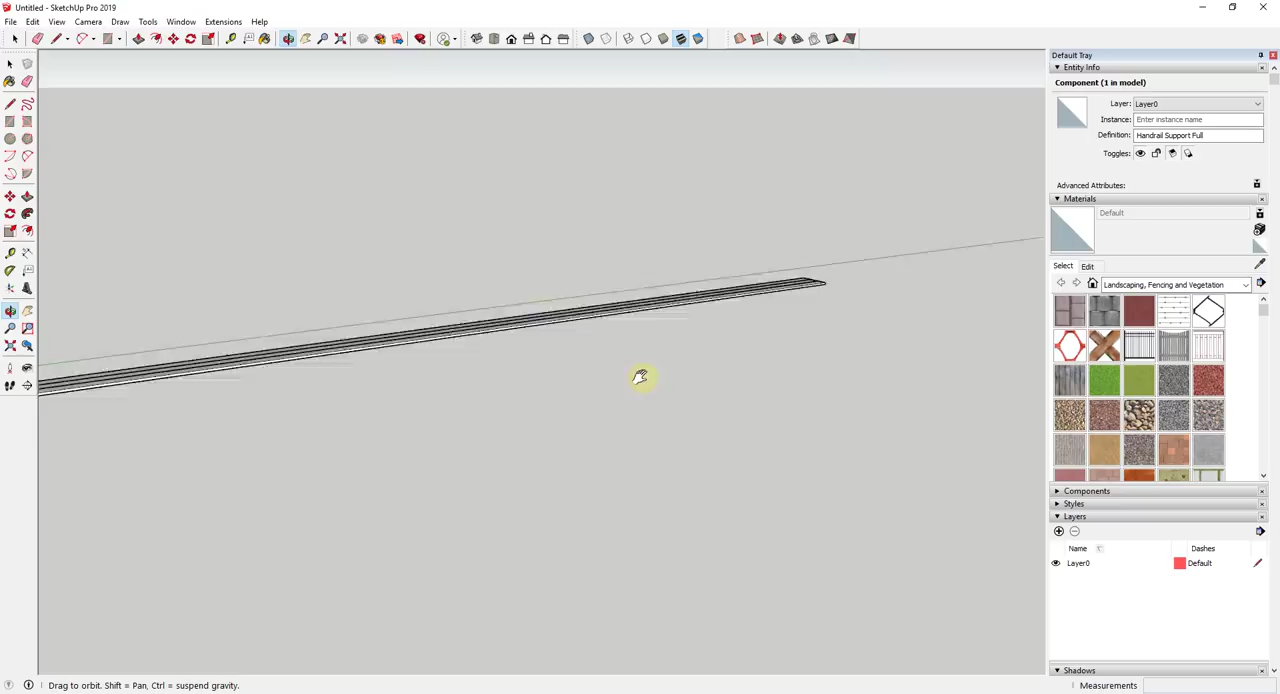 Untitled - SketchUp Pro 2019
File Edit View Camera Draw Tools Window Extensions Help
Default Tray
Entity Info
Component (1 in model)
Layer: Layer0
Instance: Enter instance name
Definition: Handrail Support Full
Toggles:
Advanced Attributes:
Materials
Default
Select Edit
Landscaping, Fencing and Vegetation
Components
Styles
Layers
Name Dashes
Layer0 Default
Shadows
Drag to orbit. Shift = Pan, Ctrl = suspend gravity. Measurements